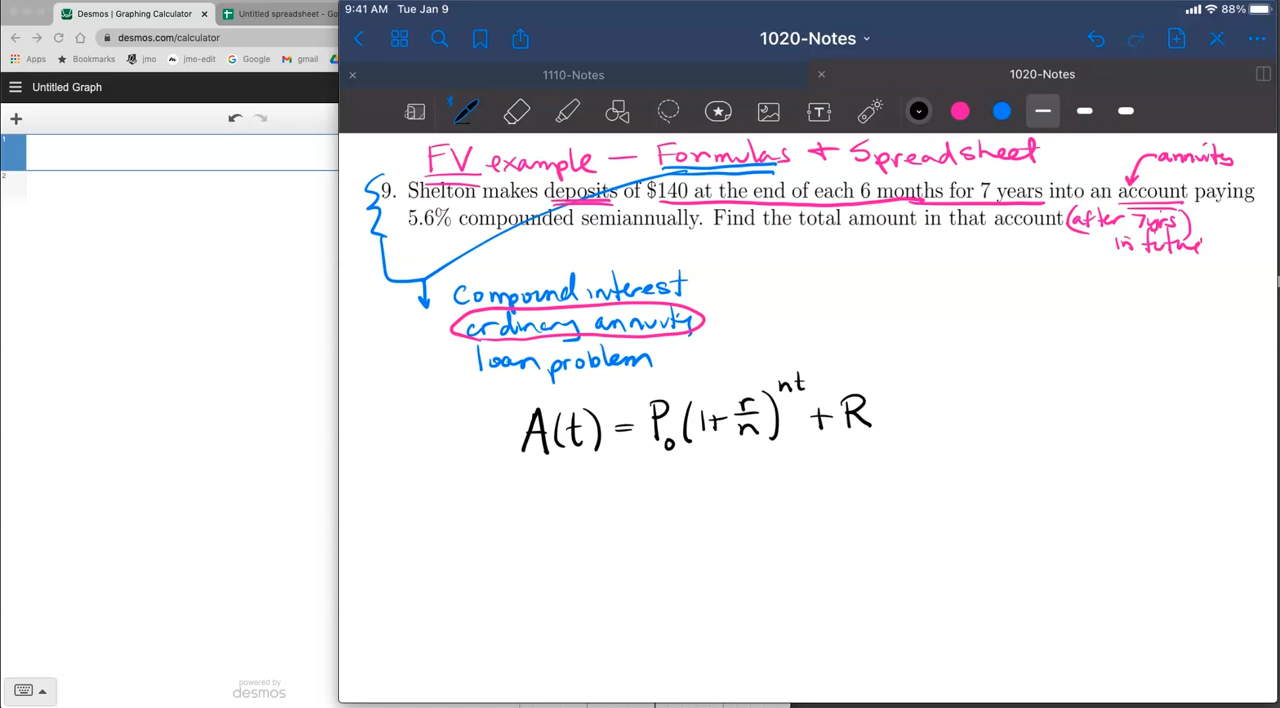 9:41 AM Tue Jan 9
88%
Desmos | Graphing Calculator
Untitled spreadsheet - Go
desmos.com/calculator
Apps Bookmarks jmo jmo-edit Google gmail
Untitled Graph
1
2
powered by
desmos
1020-Notes
1110-Notes
1020-Notes
T
FV example — Formulas + Spreadsheet
annuity
9. Shelton makes deposits of $140 at the end of each 6 months for 7 years into an account paying
5.6% compounded semiannually. Find the total amount in that account (after 7yrs)
in future
Compound interest
ordinary annuity
loan problem
A(t) = P₀(1+ r/n)^nt + R